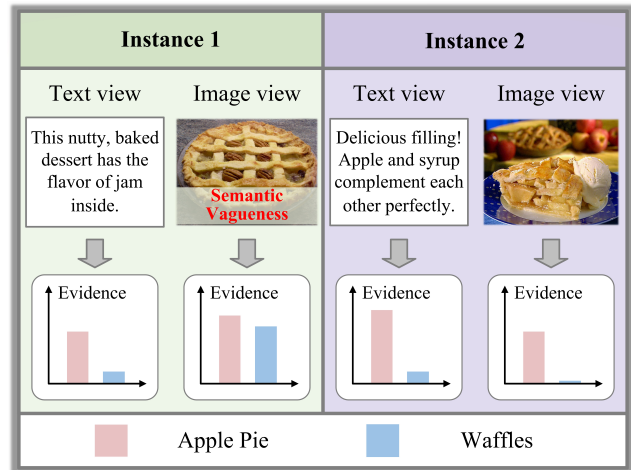 Instance 1
Instance 2
Text view
Image view
Text view
Image view
This nutty, baked
dessert has the
flavor of jam
inside.
Semantic
Vagueness
Delicious filling!
Apple and syrup
complement each
other perfectly.
Evidence
Evidence
Evidence
Evidence
Apple Pie
Waffles